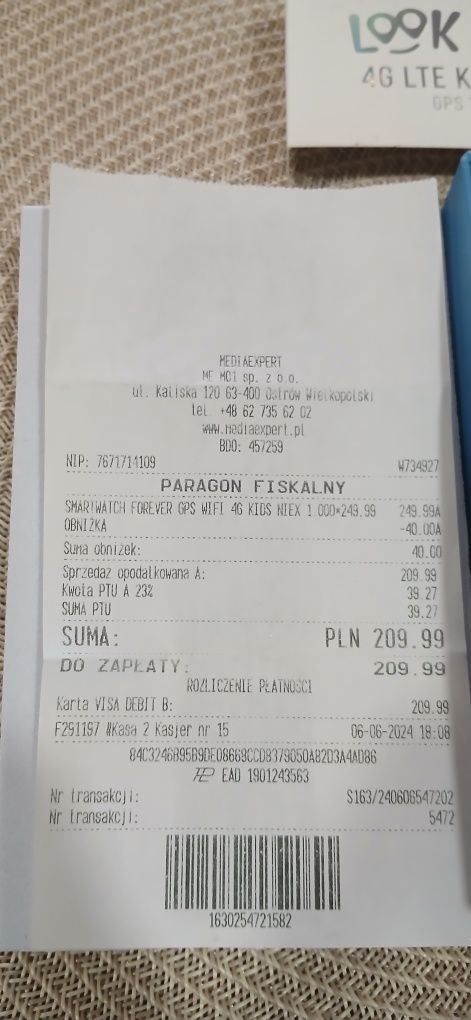 LOOK
4G LTE K
GPS
MEDIAEXPERT
ME M01 sp. z o.o.
ul. Kaliska 120 63-400 Ostrów Wielkopolski
tel. +48 62 735 62 02
www.mediaexpert.pl
BDO: 457259
NIP: 7671714109 W734927
PARAGON FISKALNY
SMARTWATCH FOREVER GPS WIFI 4G KIDS NIEX 1.000*249.99 249.99A
OBNIŻKA -40.00A
Suma obniżek: 40.00
Sprzedaż opodatkowana A: 209.99
Kwota PTU A 23% 39.27
SUMA PTU 39.27
SUMA: PLN 209.99
DO ZAPŁATY: 209.99
ROZLICZENIE PŁATNOŚCI
Karta VISA DEBIT B: 209.99
F291197 #Kasa 2 Kasjer nr 15 06-06-2024 18:08
84C3246B95B9DE08668CCD8379050A82D3A4AD86
EAD 1901243563
Nr transakcji: S163/240606547202
Nr transakcji: 5472
1630254721582